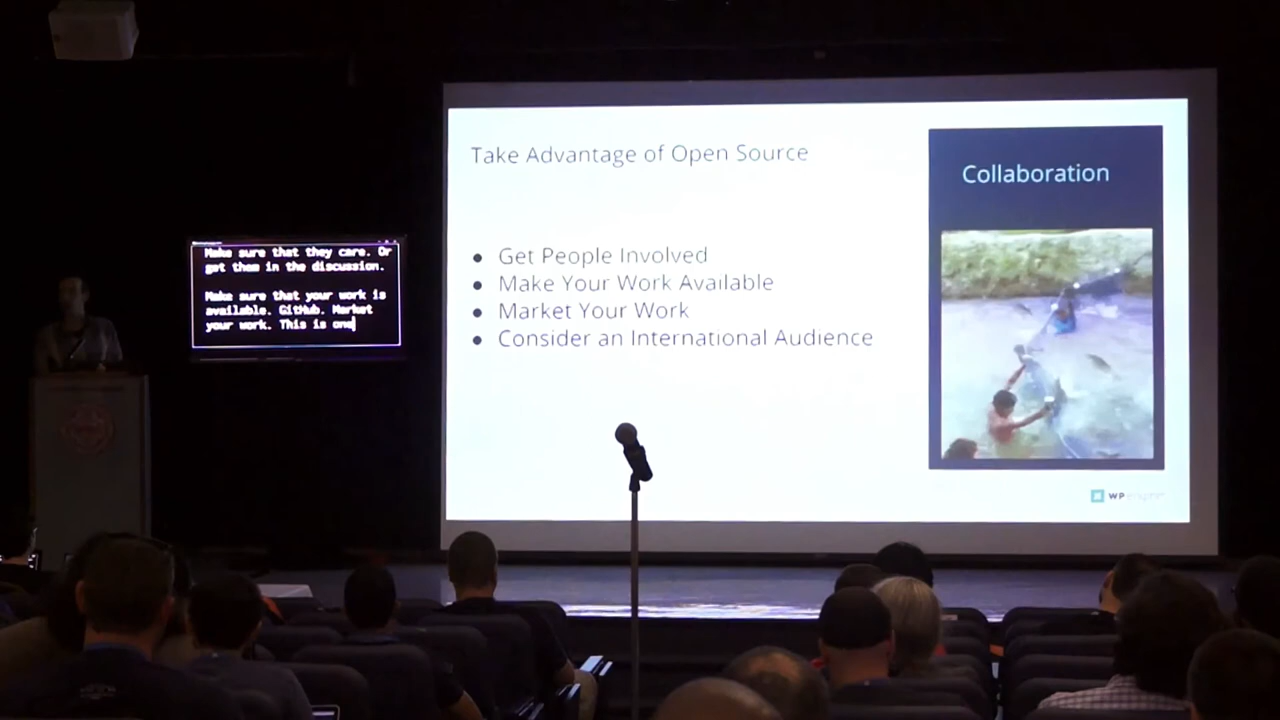 Take Advantage of Open Source
Get People Involved
Make Your Work Available
Market Your Work
Consider an International Audience
Collaboration
WPengine
Make sure that they care. Or
get them in the discussion.
Make sure that your work is
available. GitHub. Market
your work. This is one